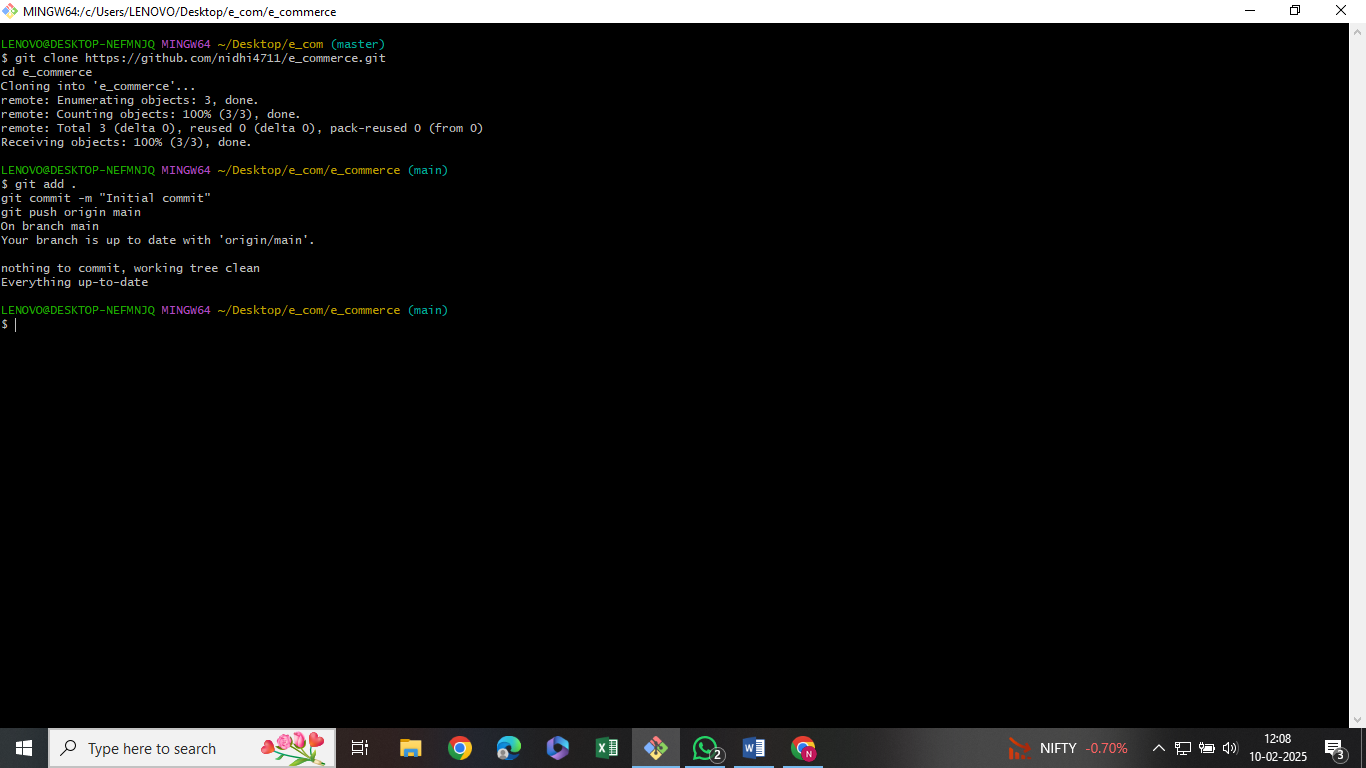 MINGW64:/c/Users/LENOVO/Desktop/e_com/e_commerce
LENOVO@DESKTOP-NEFMNJQ MINGW64 ~/Desktop/e_com (master)
$ git clone https://github.com/nidhi4711/e_commerce.git
cd e_commerce
Cloning into 'e_commerce'...
remote: Enumerating objects: 3, done.
remote: Counting objects: 100% (3/3), done.
remote: Total 3 (delta 0), reused 0 (delta 0), pack-reused 0 (from 0)
Receiving objects: 100% (3/3), done.
LENOVO@DESKTOP-NEFMNJQ MINGW64 ~/Desktop/e_com/e_commerce (main)
$ git add .
git commit -m "Initial commit"
git push origin main
On branch main
Your branch is up to date with 'origin/main'.
nothing to commit, working tree clean
Everything up-to-date
LENOVO@DESKTOP-NEFMNJQ MINGW64 ~/Desktop/e_com/e_commerce (main)
$
Type here to search
2
N
NIFTY -0.70%
12:08
10-02-2025
3